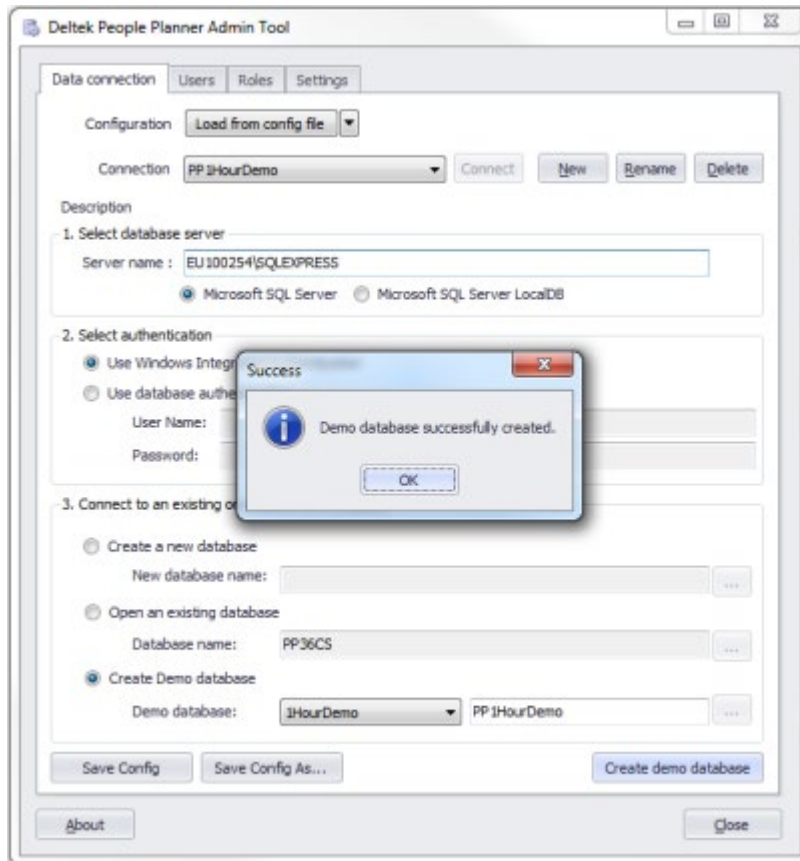 Deltek People Planner Admin Tool
Data connection Users Roles Settings
Configuration Load from config file
Connection PP1HourDemo Connect New Rename Delete
Description
1. Select database server
Server name : EU100254\SQLEXPRESS
Microsoft SQL Server Microsoft SQL Server LocalDB
2. Select authentication
Use Windows Integr
Use database authe
User Name:
Password:
Success
Demo database successfully created.
OK
3. Connect to an existing or
Create a new database
New database name: ...
Open an existing database
Database name: PP36CS ...
Create Demo database
Demo database: 1HourDemo PP1HourDemo ...
Save Config Save Config As... Create demo database
About Close